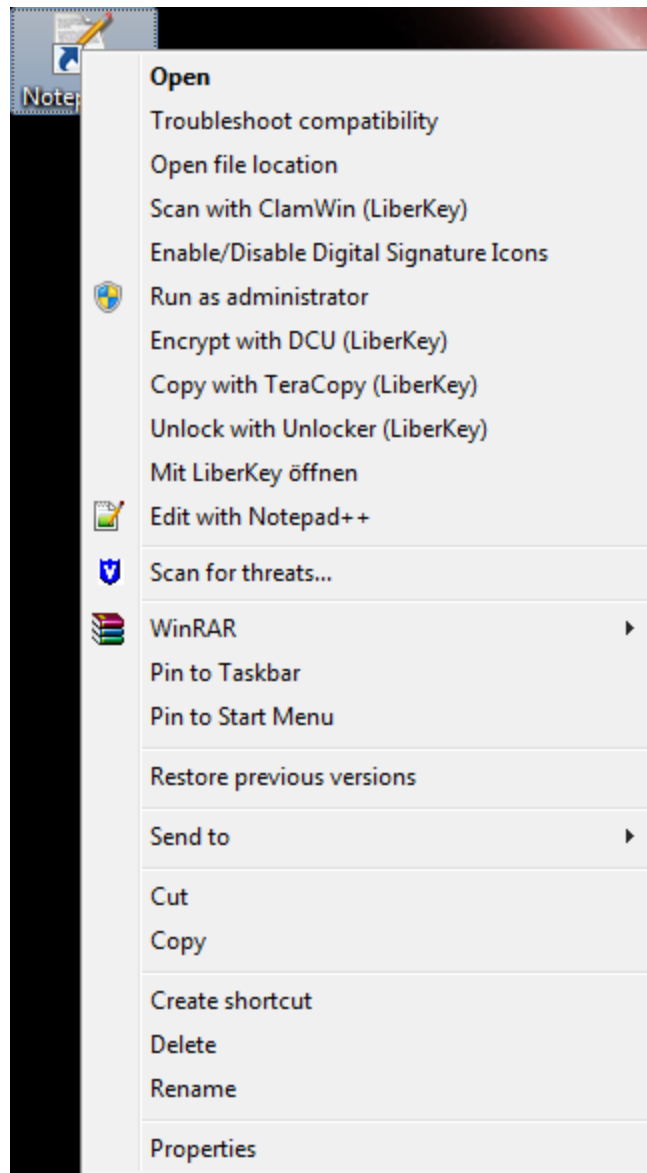 Open
Troubleshoot compatibility
Open file location
Scan with ClamWin (LiberKey)
Enable/Disable Digital Signature Icons
Run as administrator
Encrypt with DCU (LiberKey)
Copy with TeraCopy (LiberKey)
Unlock with Unlocker (LiberKey)
Mit LiberKey öffnen
Edit with Notepad++
Scan for threats...
WinRAR
Pin to Taskbar
Pin to Start Menu
Restore previous versions
Send to
Cut
Copy
Create shortcut
Delete
Rename
Properties